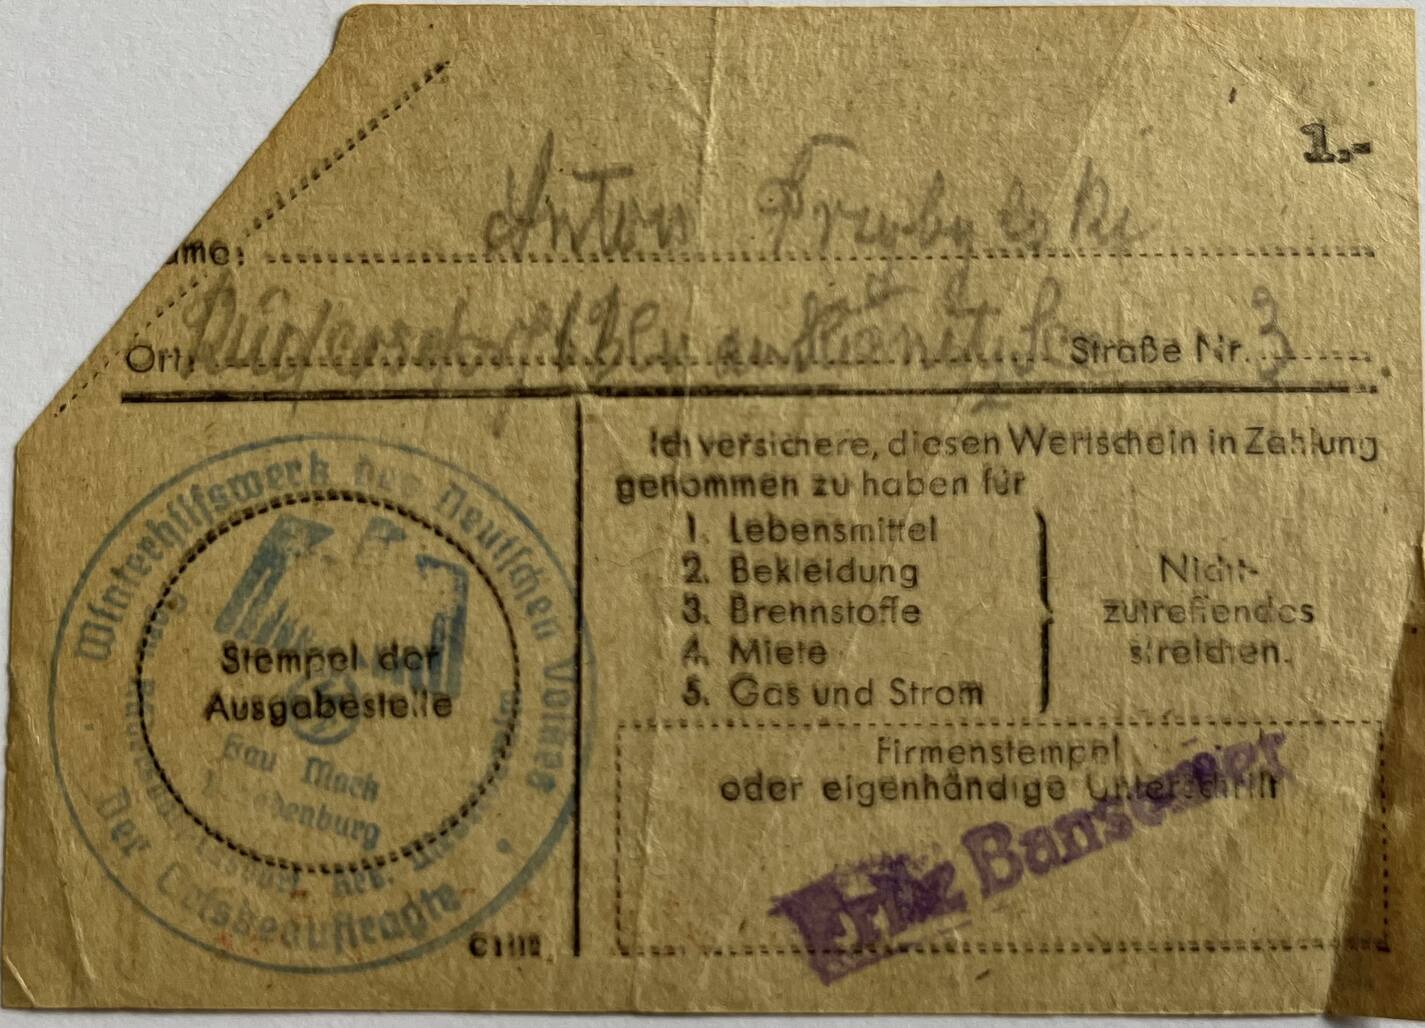 1.-
ame: Anton
Ort: Straße Nr. 3
Ich versichere, diesen Wertschein in Zahlung
genommen zu haben für
1. Lebensmittel
2. Bekleidung
3. Brennstoffe
4. Miete
5. Gas und Strom
Nicht-
zutreffendes
streichen.
Firmenstempel
oder eigenhändige Unterschrift
Fritz Bansemer
Winterhilfswerk des Deutschen Volkes
Der Ortsbeauftragte
Stempel der
Ausgabestelle
Gau Mark
Brandenburg